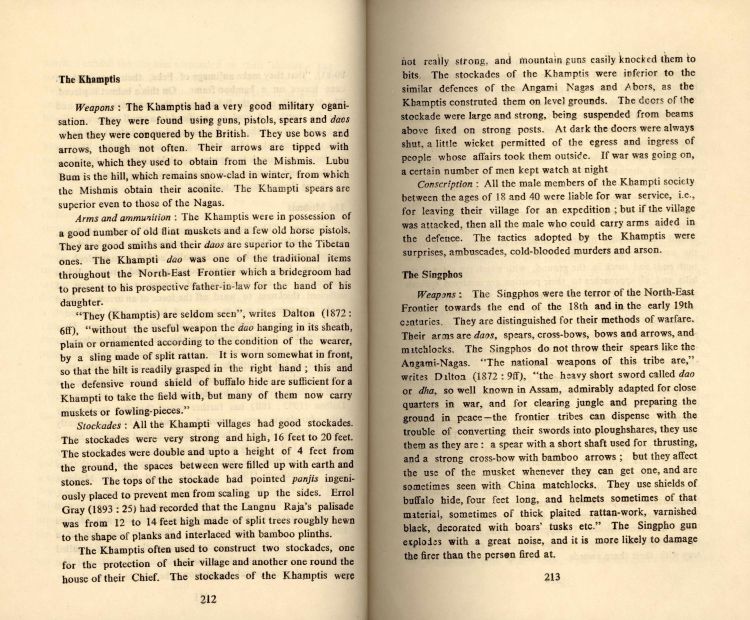 The Khamptis
Weapons : The Khamptis had a very good military ogani-
sation. They were found using guns, pistols, spears and daos
when they were conquered by the British. They use bows and
arrows, though not often. Their arrows are tipped with
aconite, which they used to obtain from the Mishmis. Lubu
Bum is the hill, which remains snow-clad in winter, from which
the Mishmis obtain their aconite. The Khampti spears are
superior even to those of the Nagas.
Arms and ammunition : The Khamptis were in possession of
a good number of old flint muskets and a few old horse pistols.
They are good smiths and their daos are superior to the Tibetan
ones. The Khampti dao was one of the traditional items
throughout the North-East Frontier which a bridegroom had
to present to his prospective father-in-law for the hand of his
daughter.
"They (Khamptis) are seldom seen", writes Dalton (1872 :
6ff), "without the useful weapon the dao hanging in its sheath,
plain or ornamented according to the condition of the wearer,
by a sling made of split rattan. It is worn somewhat in front,
so that the hilt is readily grasped in the right hand ; this and
the defensive round shield of buffalo hide are sufficient for a
Khampti to take the field with, but many of them now carry
muskets or fowling-pieces."
Stockades : All the Khampti villages had good stockades.
The stockades were very strong and high, 16 feet to 20 feet.
The stockades were double and upto a height of 4 feet from
the ground, the spaces between were filled up with earth and
stones. The tops of the stockade had pointed panjis ingeni-
ously placed to prevent men from scaling up the sides. Errol
Gray (1893 : 25) had recorded that the Langnu Raja's palisade
was from 12 to 14 feet high made of split trees roughly hewn
to the shape of planks and interlaced with bamboo plinths.
The Khamptis often used to construct two stockades, one
for the protection of their village and another one round the
house of their Chief. The stockades of the Khamptis were
212
not really strong, and mountain guns easily knocked them to
bits. The stockades of the Khamptis were inferior to the
similar defences of the Angami Nagas and Abors, as the
Khamptis construted them on level grounds. The doors of the
stockade were large and strong, being suspended from beams
above fixed on strong posts. At dark the doors were always
shut, a little wicket permitted of the egress and ingress of
people whose affairs took them outside. If war was going on,
a certain number of men kept watch at night
Conscription : All the male members of the Khampti society
between the ages of 18 and 40 were liable for war service, i.e.,
for leaving their village for an expedition ; but if the village
was attacked, then all the male who could carry arms aided in
the defence. The tactics adopted by the Khamptis were
surprises, ambuscades, cold-blooded murders and arson.
The Singphos
Weapons : The Singphos were the terror of the North-East
Frontier towards the end of the 18th and in the early 19th
centuries. They are distinguished for their methods of warfare.
Their arms are daos, spears, cross-bows, bows and arrows, and
matchlocks. The Singphos do not throw their spears like the
Angami-Nagas. "The national weapons of this tribe are,"
writes Dalton (1872 : 9ff), "the heavy short sword called dao
or dha, so well known in Assam, admirably adapted for close
quarters in war, and for clearing jungle and preparing the
ground in peace—the frontier tribes can dispense with the
trouble of converting their swords into ploughshares, they use
them as they are : a spear with a short shaft used for thrusting,
and a strong cross-bow with bamboo arrows ; but they affect
the use of the musket whenever they can get one, and are
sometimes seen with China matchlocks. They use shields of
buffalo hide, four feet long, and helmets sometimes of that
material, sometimes of thick plaited rattan-work, varnished
black, decorated with boars' tusks etc." The Singpho gun
explodes with a great noise, and it is more likely to damage
the firer than the person fired at.
213